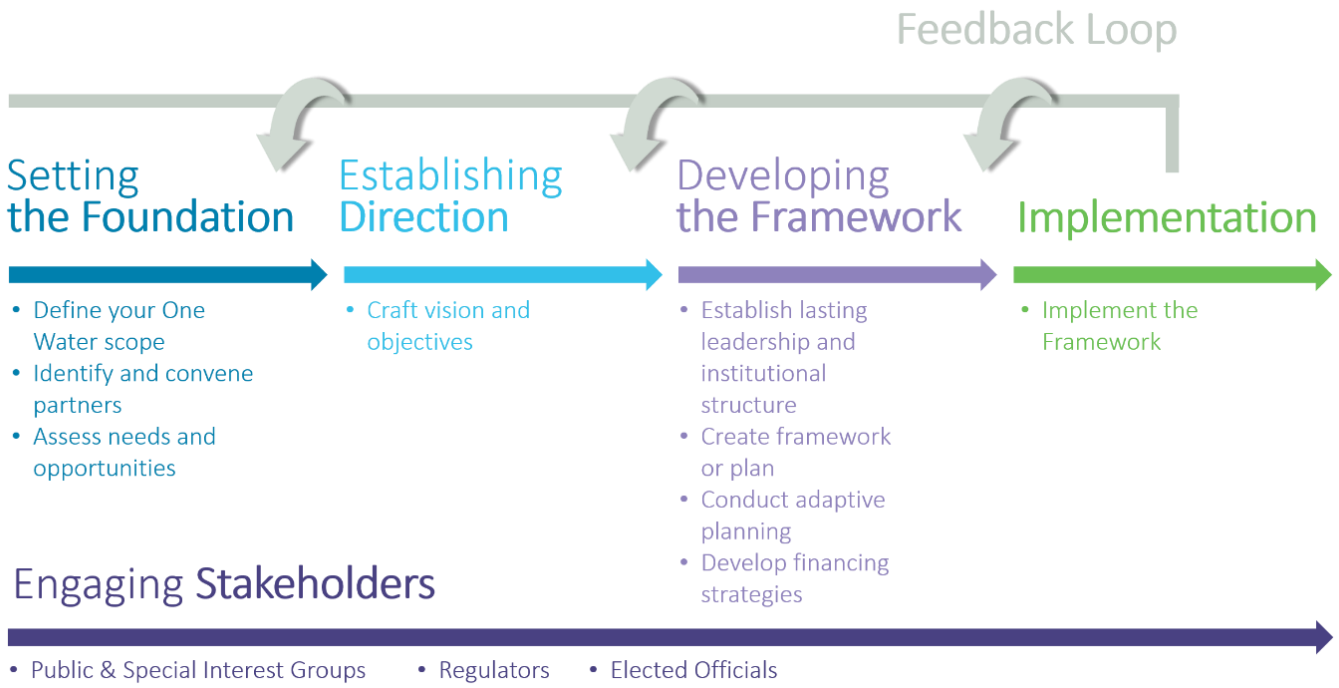 Feedback Loop
Setting
the Foundation
• Define your One
Water scope
• Identify and convene
partners
• Assess needs and
opportunities
Establishing
Direction
• Craft vision and
objectives
Developing
the Framework
• Establish lasting
leadership and
institutional
structure
• Create framework
or plan
• Conduct adaptive
planning
• Develop financing
strategies
Implementation
• Implement the
Framework
Engaging Stakeholders
• Public & Special Interest Groups • Regulators • Elected Officials